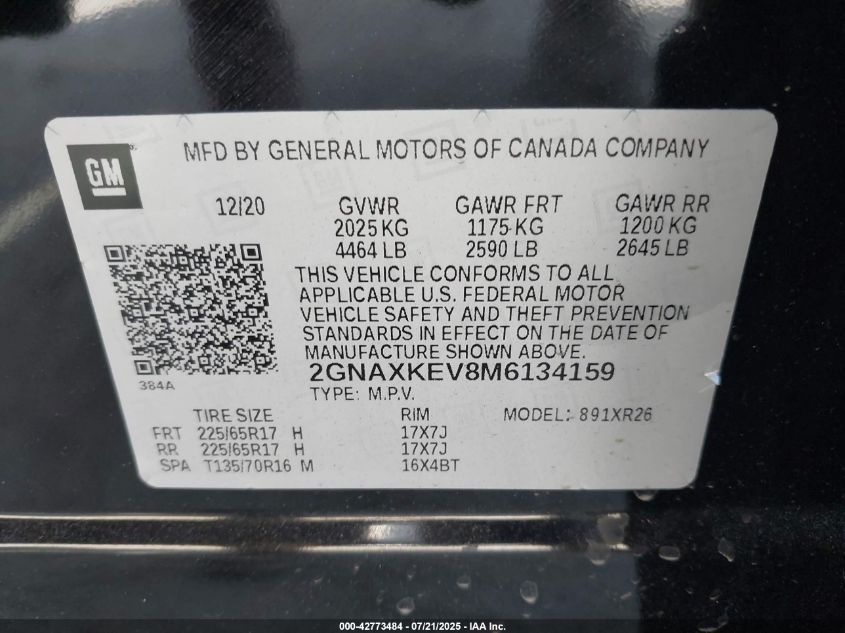 MFD BY GENERAL MOTORS OF CANADA COMPANY
GM
12/20 GVWR GAWR FRT GAWR RR
2025 KG 1175 KG 1200 KG
4464 LB 2590 LB 2645 LB
THIS VEHICLE CONFORMS TO ALL
APPLICABLE U.S. FEDERAL MOTOR
VEHICLE SAFETY AND THEFT PREVENTION
STANDARDS IN EFFECT ON THE DATE OF
MANUFACTURE SHOWN ABOVE.
2GNAXKEV8M6134159
384A
TYPE: M.P.V.
TIRE SIZE RIM MODEL: 891XR26
FRT 225/65R17 H 17X7J
RR 225/65R17 H 17X7J
SPA T135/70R16 M 16X4BT
000-42773484 - 07/21/2025 - IAA Inc.